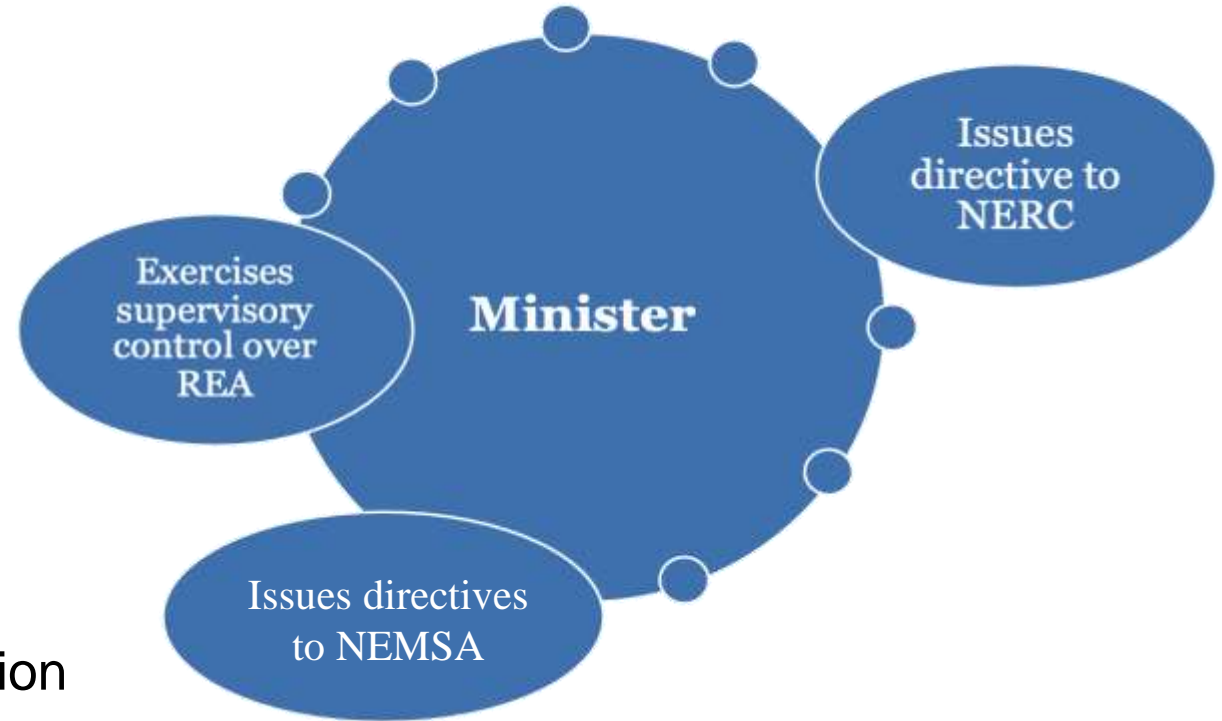 Issues
directive to
NERC
Exercises
supervisory
control over
REA
Minister
Issues directives
to NEMSA
ion